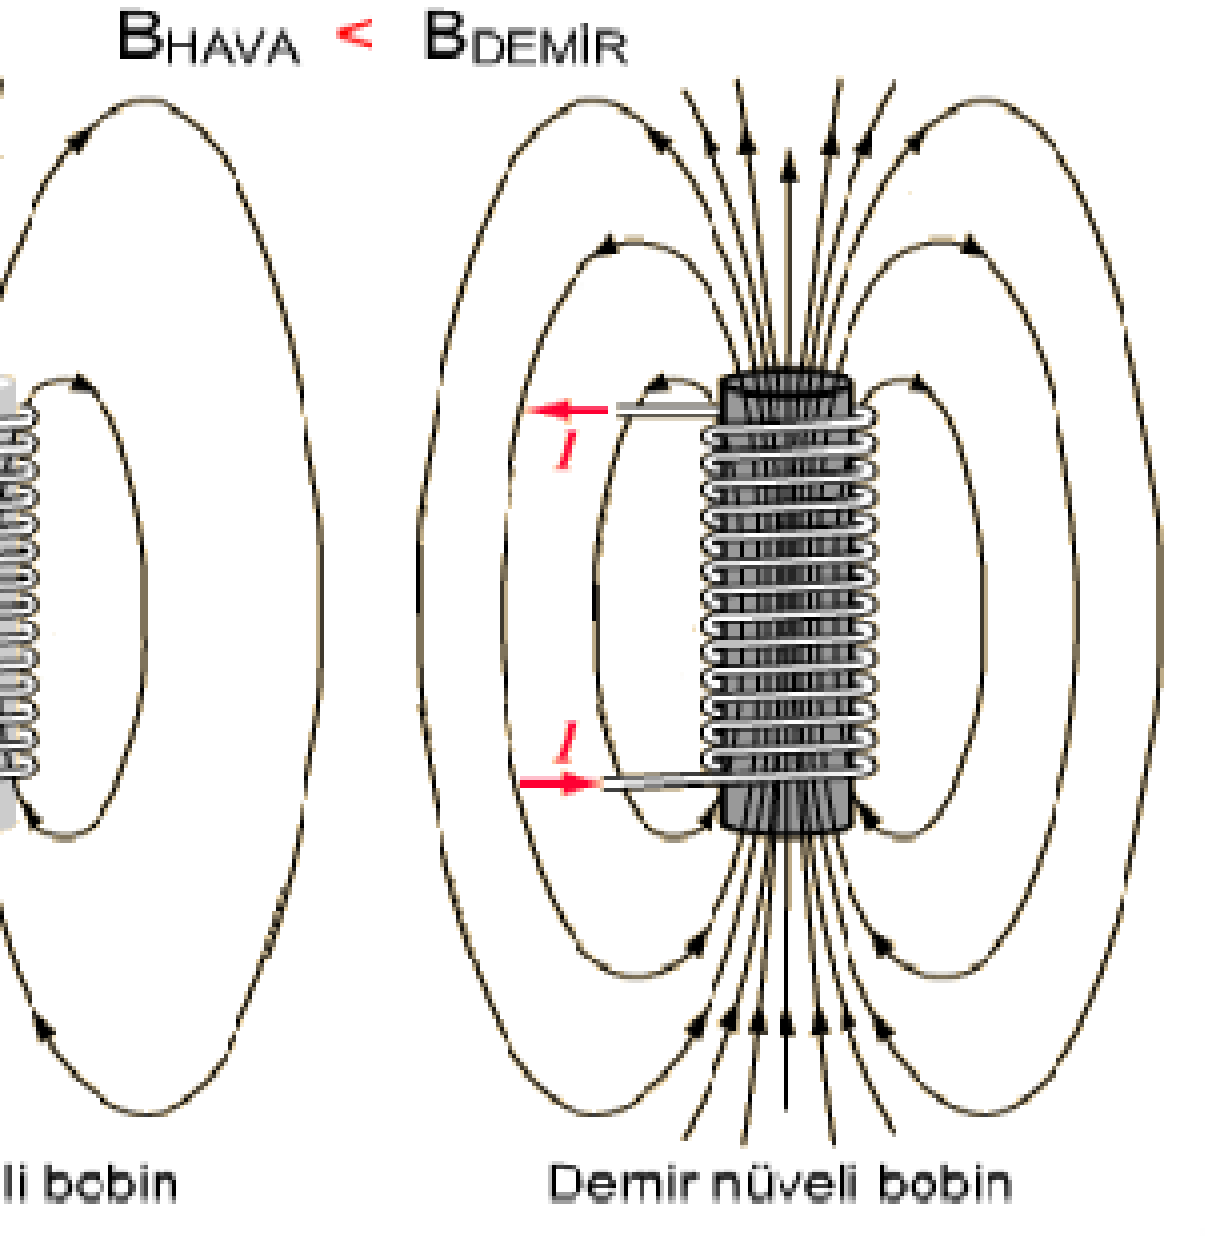 BHAVA < BDEMİR
I
I
li bobin Demir nüveli bobin